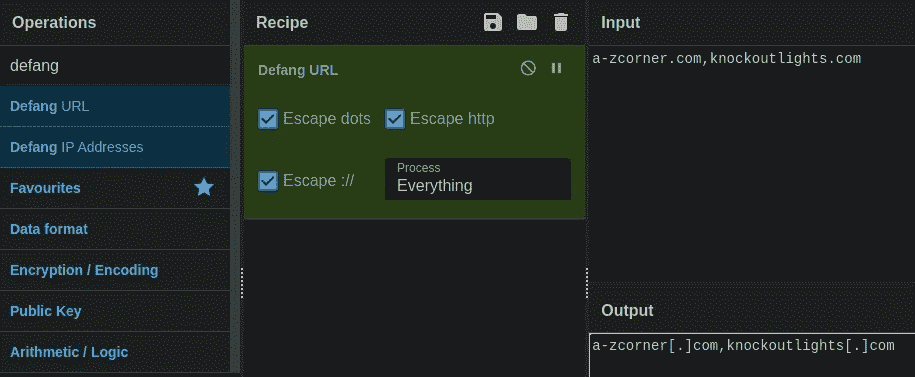 Operations
defang
Defang URL
Defang IP Addresses
Favourites
Data format
Encryption / Encoding
Public Key
Arithmetic / Logic
Recipe
Defang URL
Escape dots
Escape http
Escape ://
Process
Everything
Input
a-zcorner.com,knockoutlights.com
Output
a-zcorner[.]com,knockoutlights[.]com